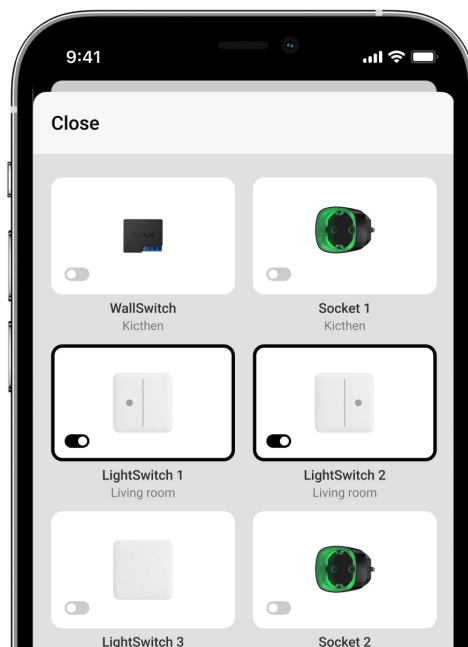 9:41
Close
AJAX
WallSwitch
Kicthen
Socket 1
Kicthen
LightSwitch 1
Living room
LightSwitch 2
Living room
LightSwitch 3
Socket 2